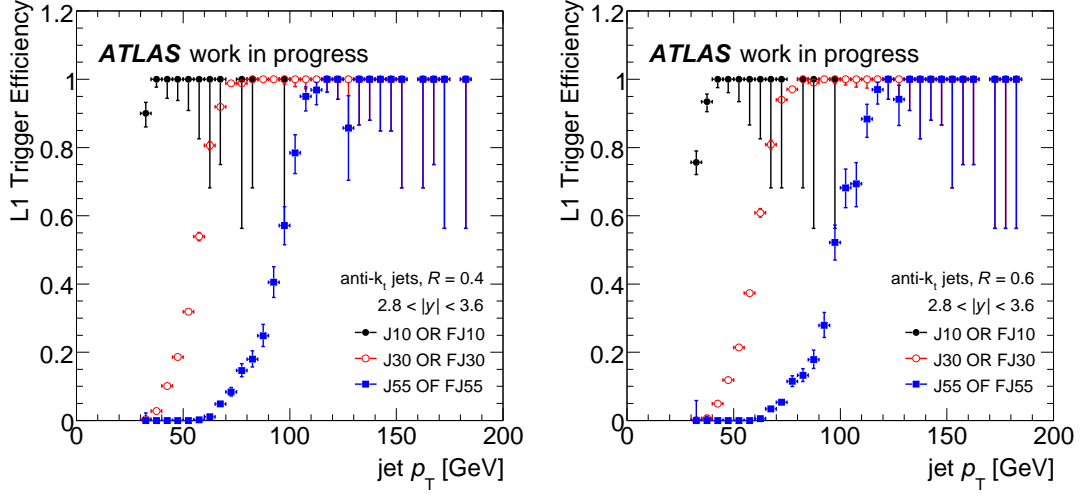 L1 Trigger Efficiency
1.2
1
0.8
0.6
0.4
0.2
0
ATLAS work in progress
anti-k_t jets, R = 0.4
2.8 < |y| < 3.6
J10 OR FJ10
J30 OR FJ30
J55 OF FJ55
0 50 100 150 200
jet p_T [GeV]
L1 Trigger Efficiency
1.2
1
0.8
0.6
0.4
0.2
0
ATLAS work in progress
anti-k_t jets, R = 0.6
2.8 < |y| < 3.6
J10 OR FJ10
J30 OR FJ30
J55 OF FJ55
0 50 100 150 200
jet p_T [GeV]